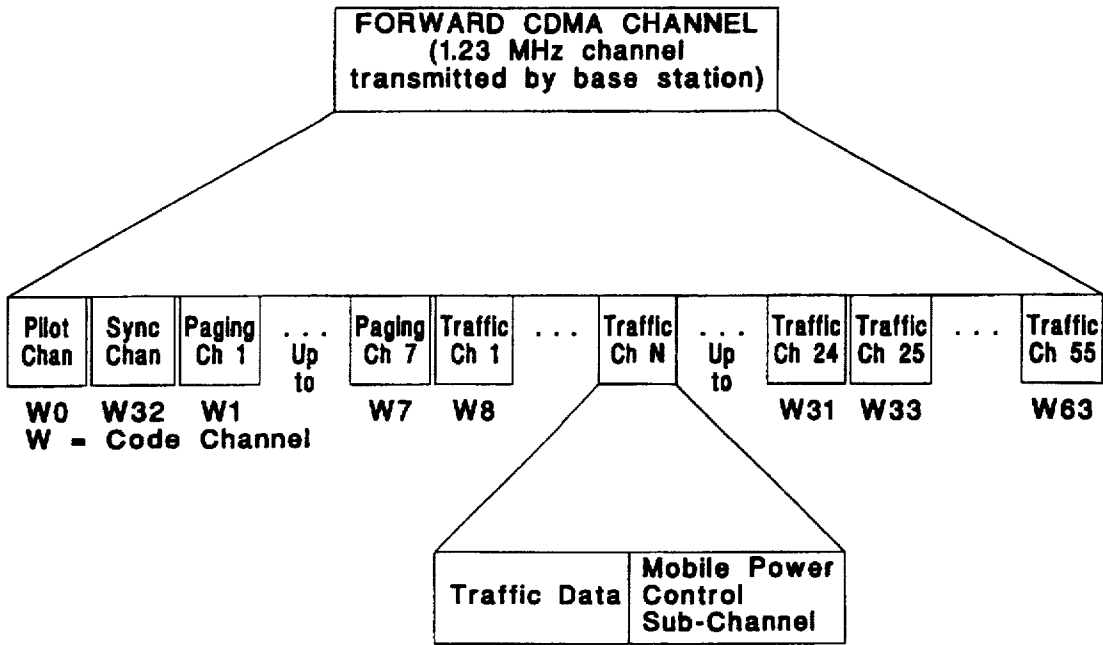 FORWARD CDMA CHANNEL
(1.23 MHz channel
transmitted by base station)
Pilot Chan
Sync Chan
Paging Ch 1
. . . Up to
Paging Ch 7
Traffic Ch 1
. . .
Traffic Ch N
. . . Up to
Traffic Ch 24
Traffic Ch 25
. . .
Traffic Ch 55
W0 W32 W1 W7 W8 W31 W33 W63
W = Code Channel
Traffic Data
Mobile Power
Control
Sub-Channel